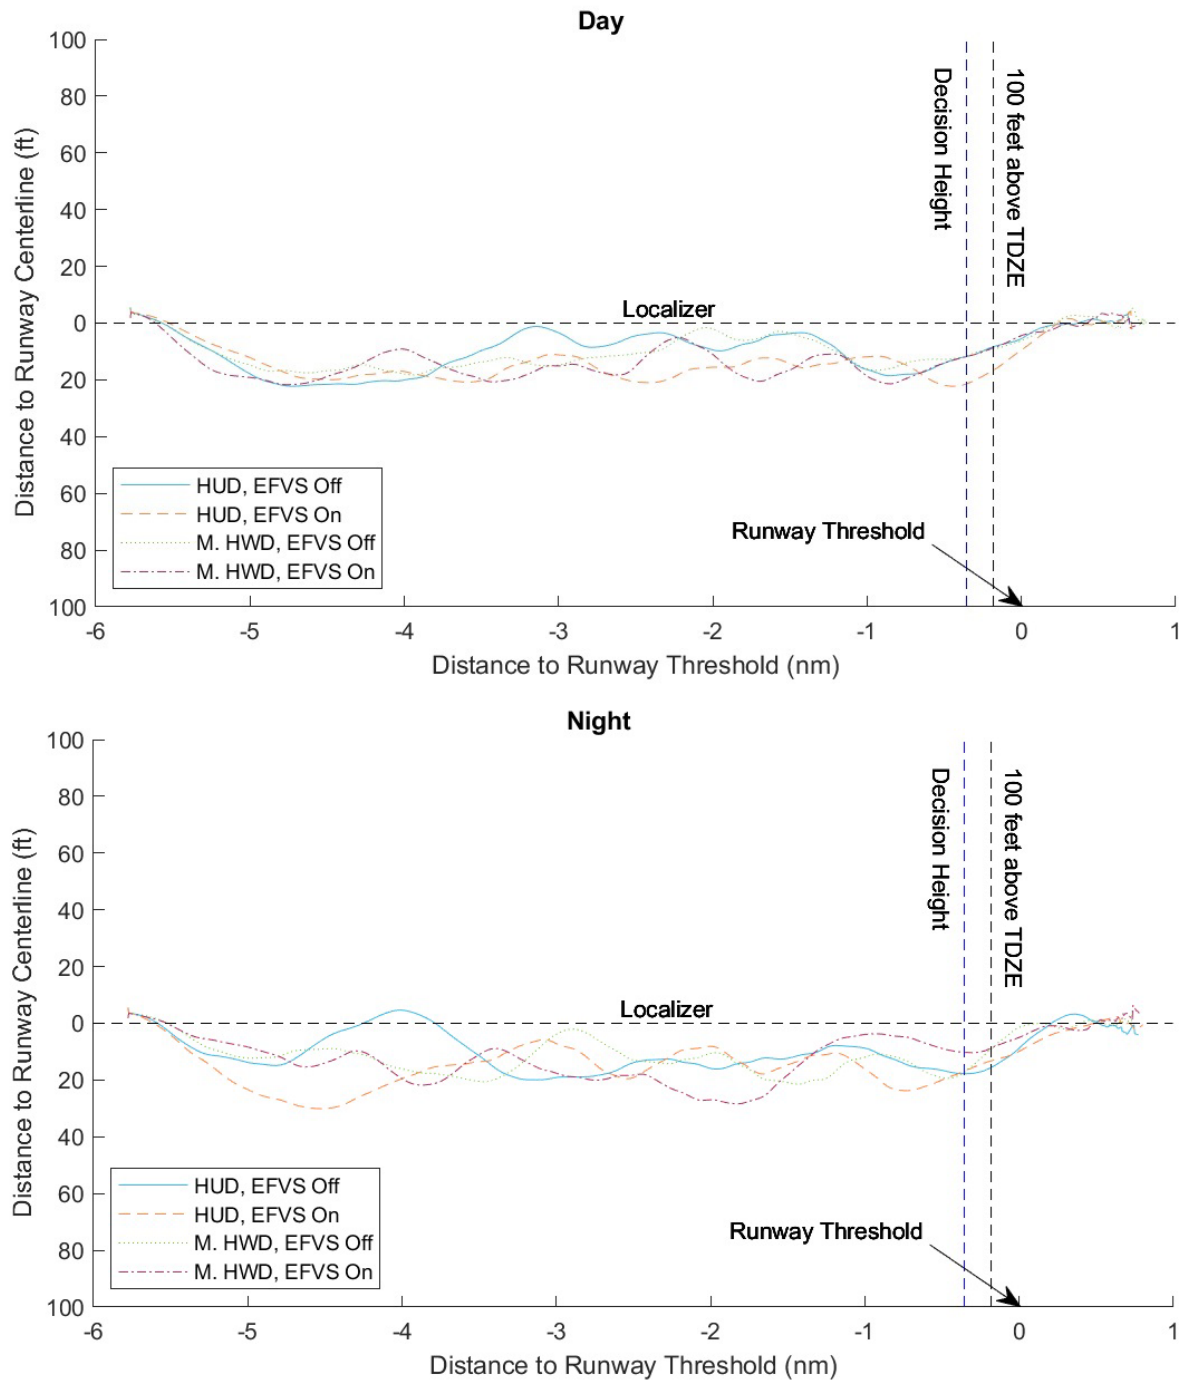 Day
100
80
60
40
20
0
20
40
60
80
100
Distance to Runway Centerline (ft)
Decision Height
100 feet above TDZE
Localizer
Runway Threshold
HUD, EFVS Off
HUD, EFVS On
M. HWD, EFVS Off
M. HWD, EFVS On
-6 -5 -4 -3 -2 -1 0 1
Distance to Runway Threshold (nm)
Night
100
80
60
40
20
0
20
40
60
80
100
Distance to Runway Centerline (ft)
Decision Height
100 feet above TDZE
Localizer
Runway Threshold
HUD, EFVS Off
HUD, EFVS On
M. HWD, EFVS Off
M. HWD, EFVS On
-6 -5 -4 -3 -2 -1 0 1
Distance to Runway Threshold (nm)